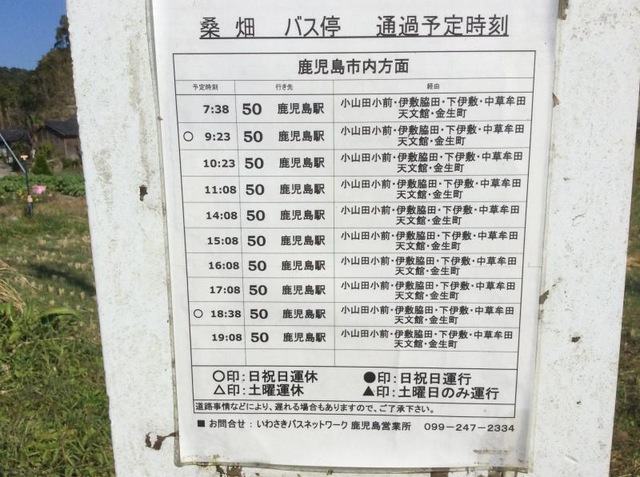 桑畑　バス停　通過予定時刻
鹿児島市内方面
予定時刻　行き先　経由
7:38 50 鹿児島駅 小山田小前・伊敷脇田・下伊敷・中草牟田
天文館・金生町
○ 9:23 50 鹿児島駅 小山田小前・伊敷脇田・下伊敷・中草牟田
天文館・金生町
10:23 50 鹿児島駅 小山田小前・伊敷脇田・下伊敷・中草牟田
天文館・金生町
11:08 50 鹿児島駅 小山田小前・伊敷脇田・下伊敷・中草牟田
天文館・金生町
14:08 50 鹿児島駅 小山田小前・伊敷脇田・下伊敷・中草牟田
天文館・金生町
15:08 50 鹿児島駅 小山田小前・伊敷脇田・下伊敷・中草牟田
天文館・金生町
16:08 50 鹿児島駅 小山田小前・伊敷脇田・下伊敷・中草牟田
天文館・金生町
17:08 50 鹿児島駅 小山田小前・伊敷脇田・下伊敷・中草牟田
天文館・金生町
○ 18:38 50 鹿児島駅 小山田小前・伊敷脇田・下伊敷・中草牟田
天文館・金生町
19:08 50 鹿児島駅 小山田小前・伊敷脇田・下伊敷・中草牟田
天文館・金生町
○印：日祝日運休　●印：日祝日運行
△印：土曜運休　▲印：土曜日のみ運行
道路事情などにより、遅れる場合もありますので、ご了承下さい。
■ お問合せ： いわさきバスネットワーク 鹿児島営業所　099-247-2334